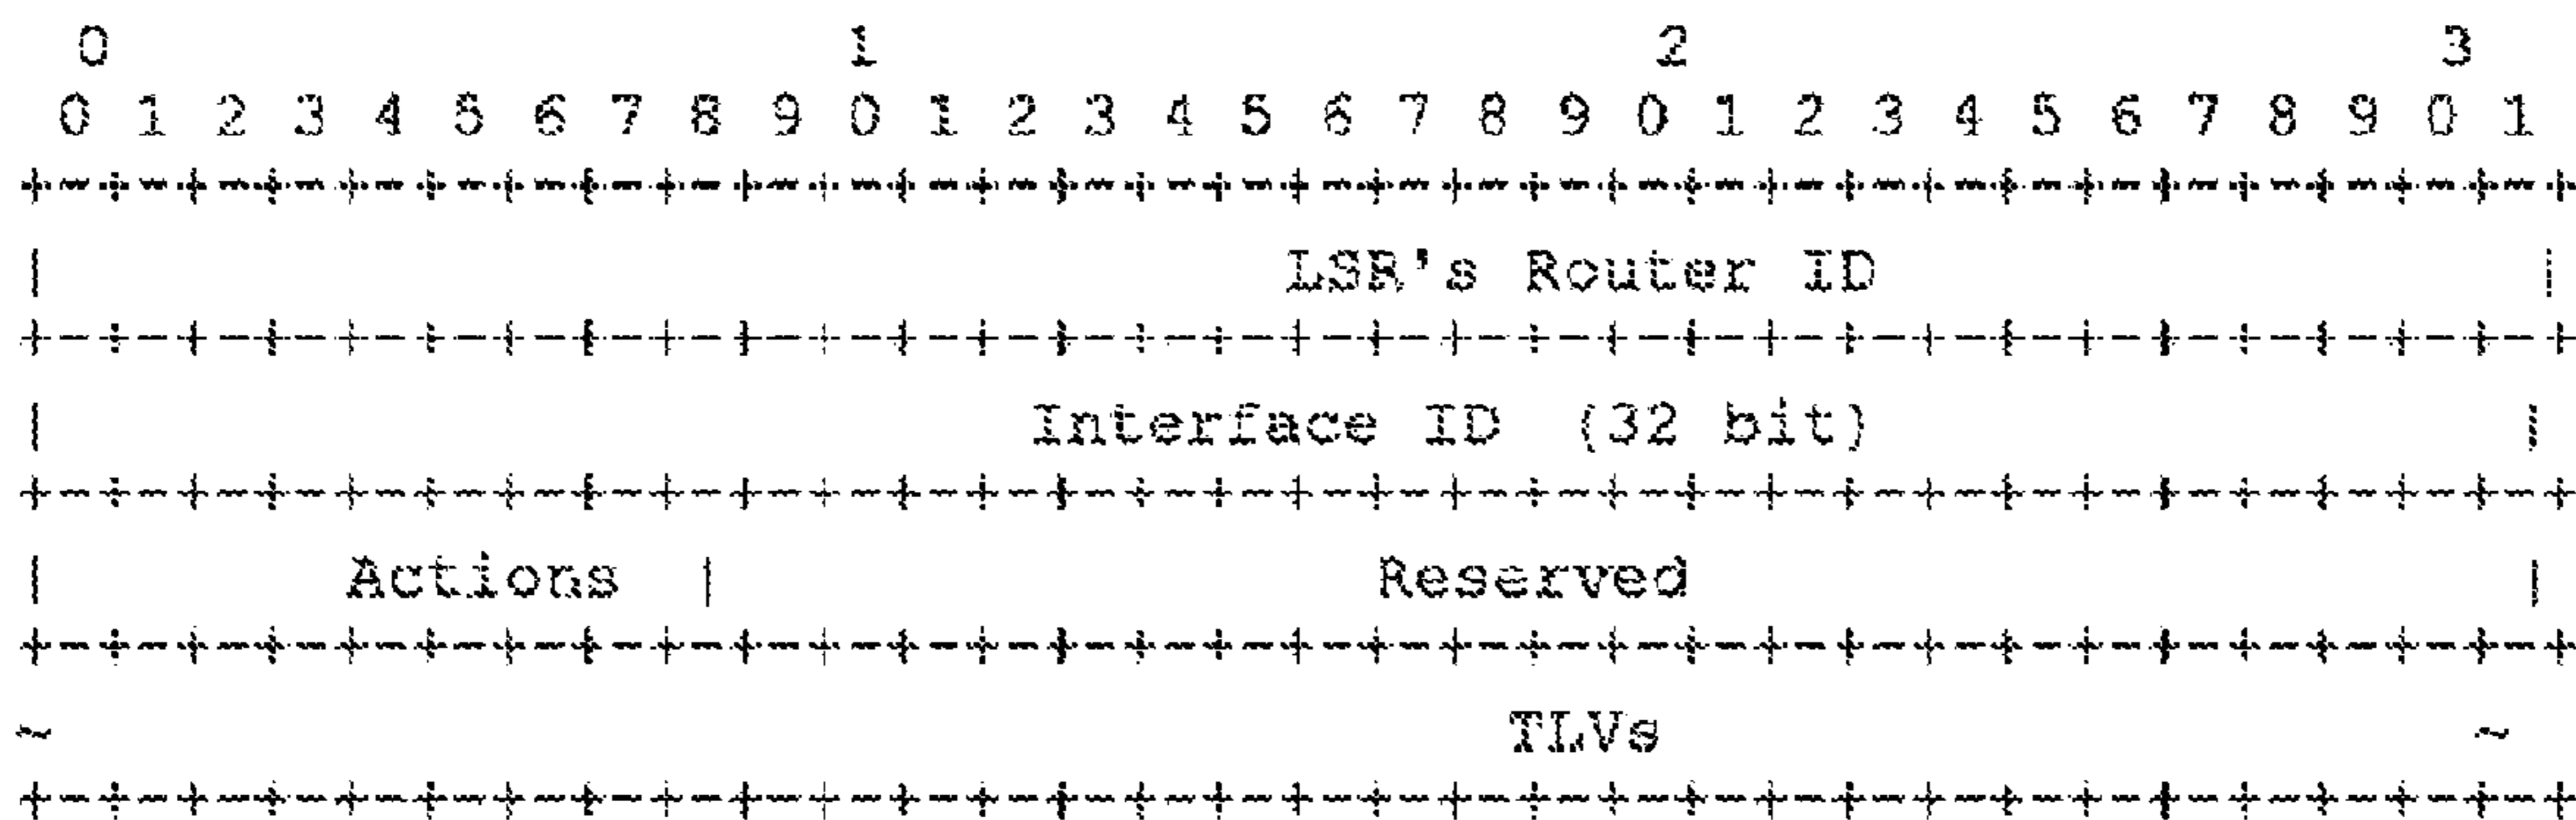 0 1 2 3
0 1 2 3 4 5 6 7 8 9 0 1 2 3 4 5 6 7 8 9 0 1 2 3 4 5 6 7 8 9 0 1
+-+-+-+-+-+-+-+-+-+-+-+-+-+-+-+-+-+-+-+-+-+-+-+-+-+-+-+-+-+-+-+-+
| LSR's Router ID |
+-+-+-+-+-+-+-+-+-+-+-+-+-+-+-+-+-+-+-+-+-+-+-+-+-+-+-+-+-+-+-+-+
| Interface ID (32 bit) |
+-+-+-+-+-+-+-+-+-+-+-+-+-+-+-+-+-+-+-+-+-+-+-+-+-+-+-+-+-+-+-+-+
| Actions | Reserved |
+-+-+-+-+-+-+-+-+-+-+-+-+-+-+-+-+-+-+-+-+-+-+-+-+-+-+-+-+-+-+-+-+
~ TLVs ~
+-+-+-+-+-+-+-+-+-+-+-+-+-+-+-+-+-+-+-+-+-+-+-+-+-+-+-+-+-+-+-+-+